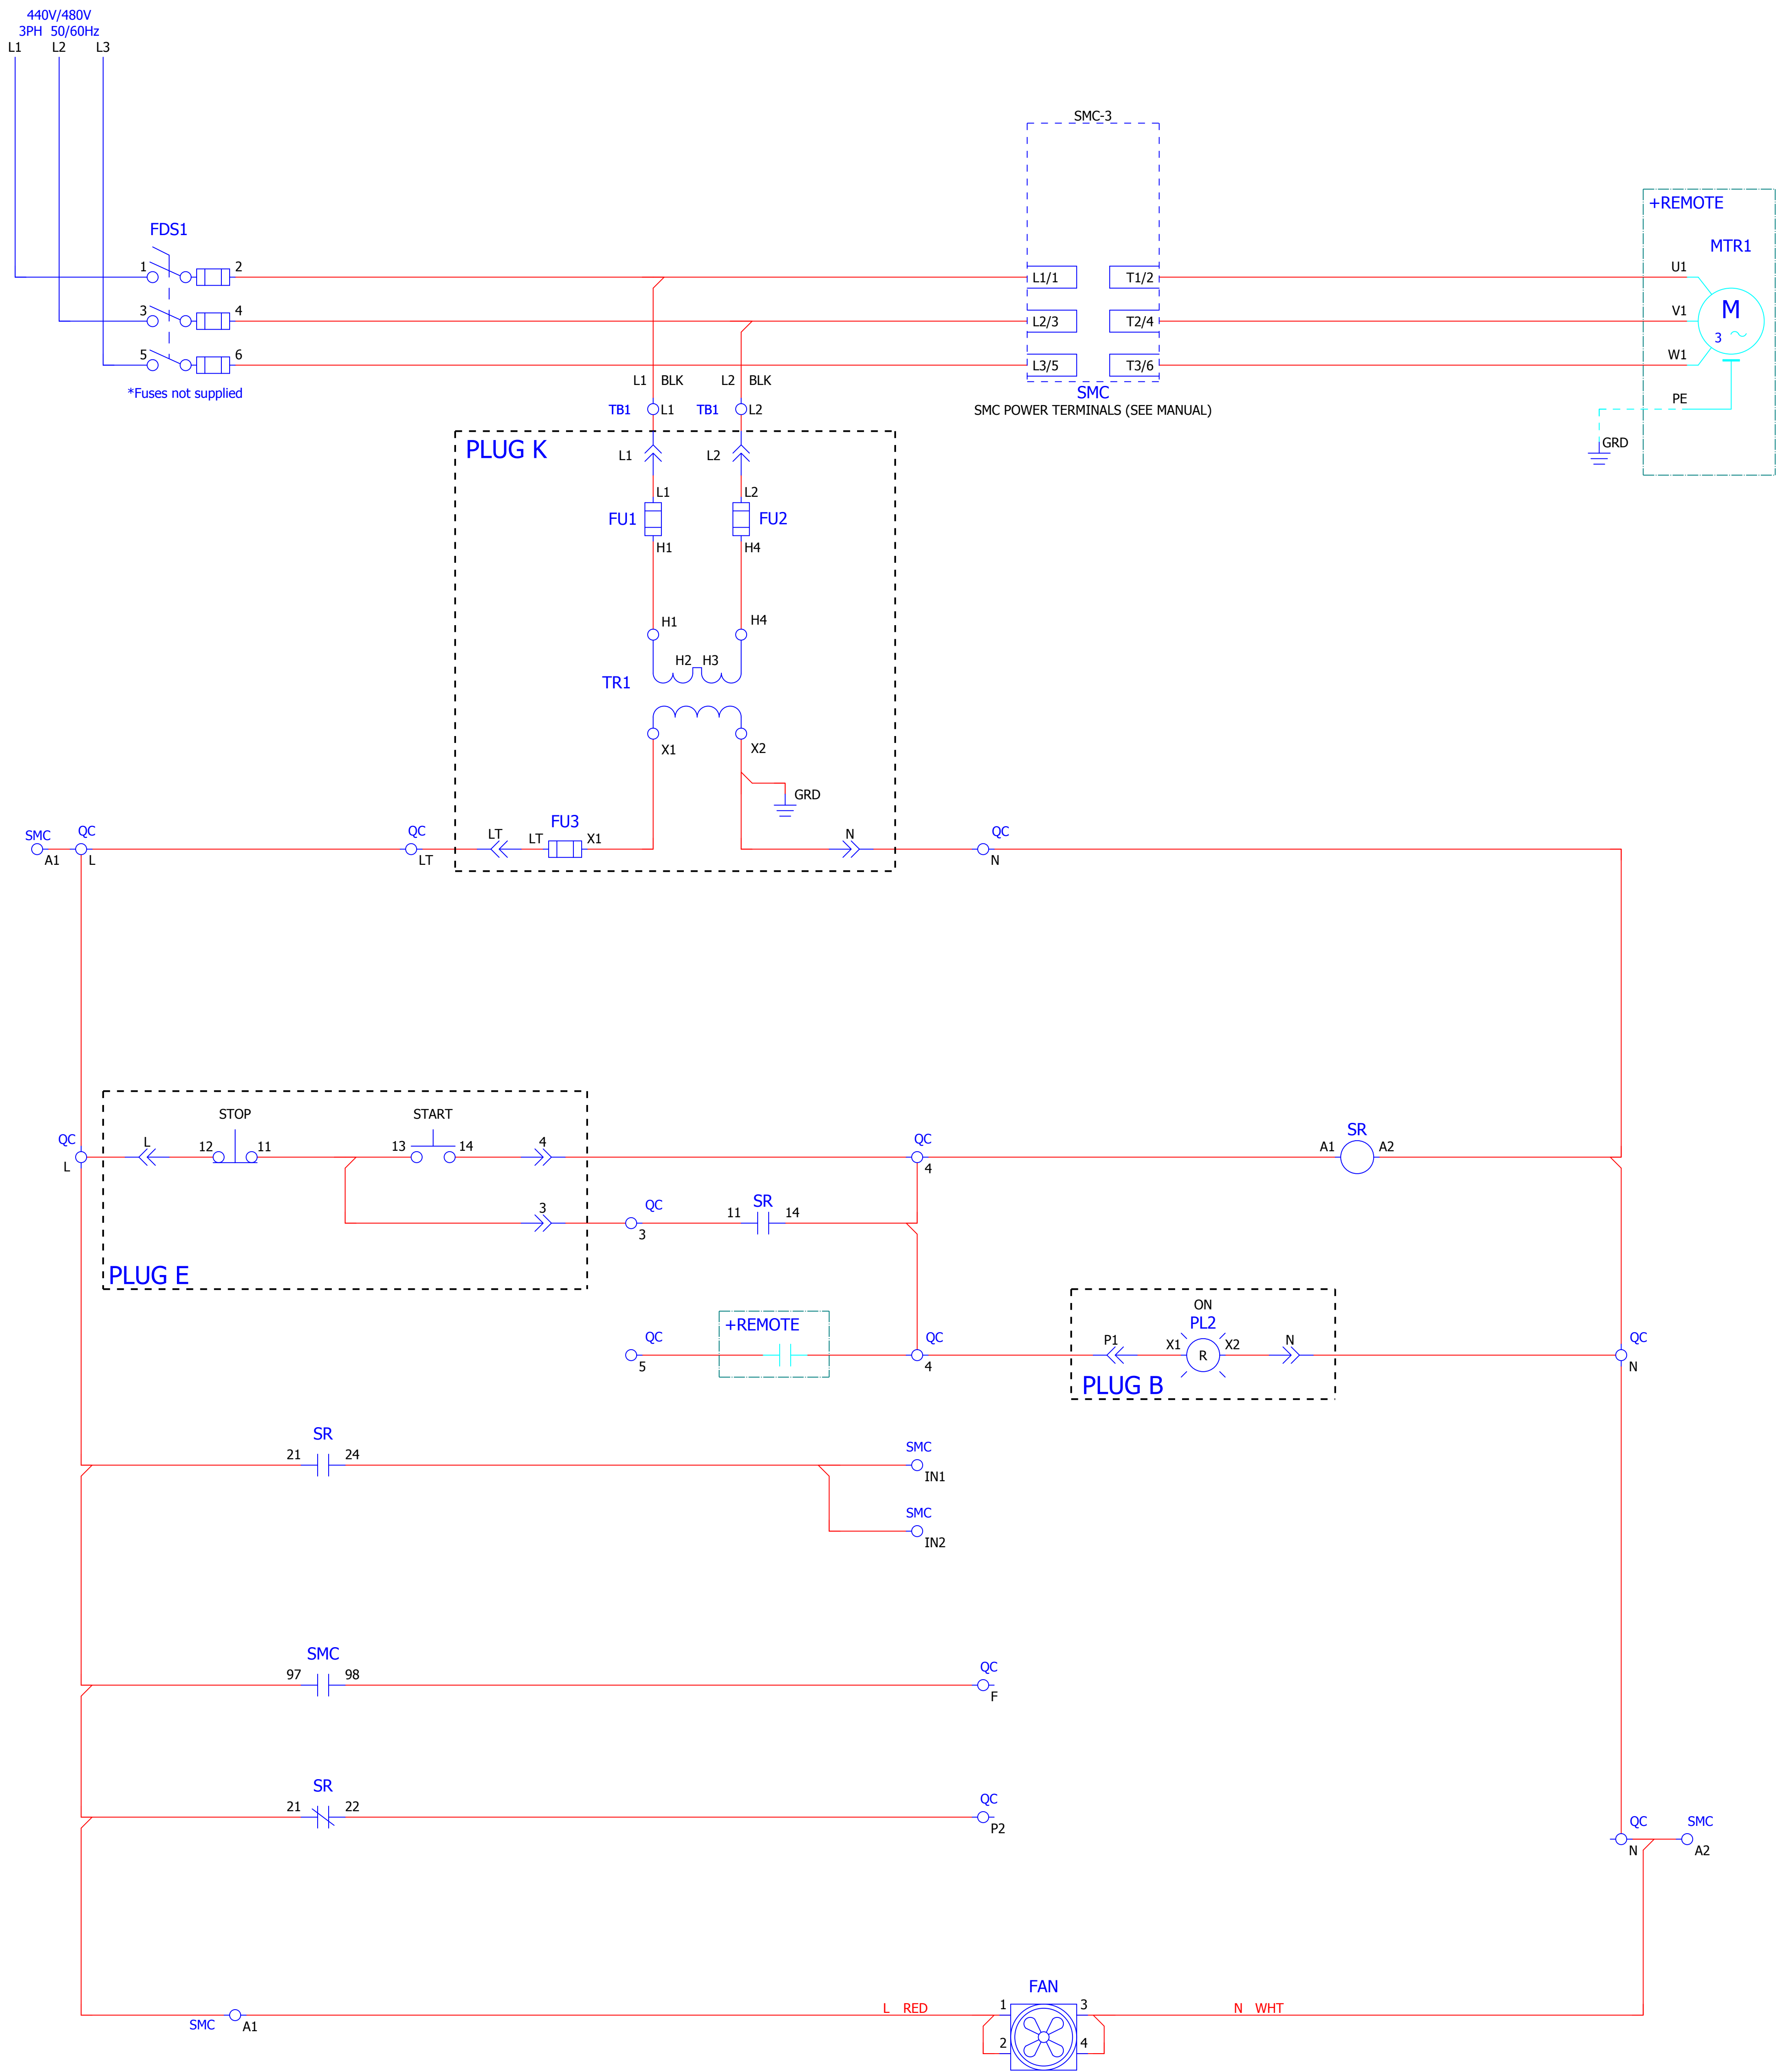 440V/480V
3PH 50/60Hz
L1 L2 L3
SMC-3
+REMOTE
FDS1
MTR1
1 2 L1/1 T1/2 U1
3 4 L2/3 T2/4 V1
M
3
5 6 L3/5 T3/6 W1
*Fuses not supplied
L1 BLK L2 BLK
SMC
PE
TB1 L1 TB1 L2
SMC POWER TERMINALS (SEE MANUAL)
GRD
PLUG K
L1 L2
L1 L2
FU1 FU2
H1 H4
H1 H4
H2 H3
TR1
X1 X2
GRD
SMC QC QC LT FU3 N QC
LT X1
A1 L LT N
STOP START
QC L 12 11 13 14 4 QC SR
A1 A2
L 4
3 QC 11 SR 14
3
PLUG E
ON
+REMOTE
PL2
QC QC P1 X1 R X2 N QC
5 4 N
PLUG B
SR
21 24 SMC
IN1
SMC
IN2
SMC
97 98 QC
F
SR
21 22 QC
P2
QC SMC
N A2
FAN
L RED 1 3 N WHT
SMC A1
2 4